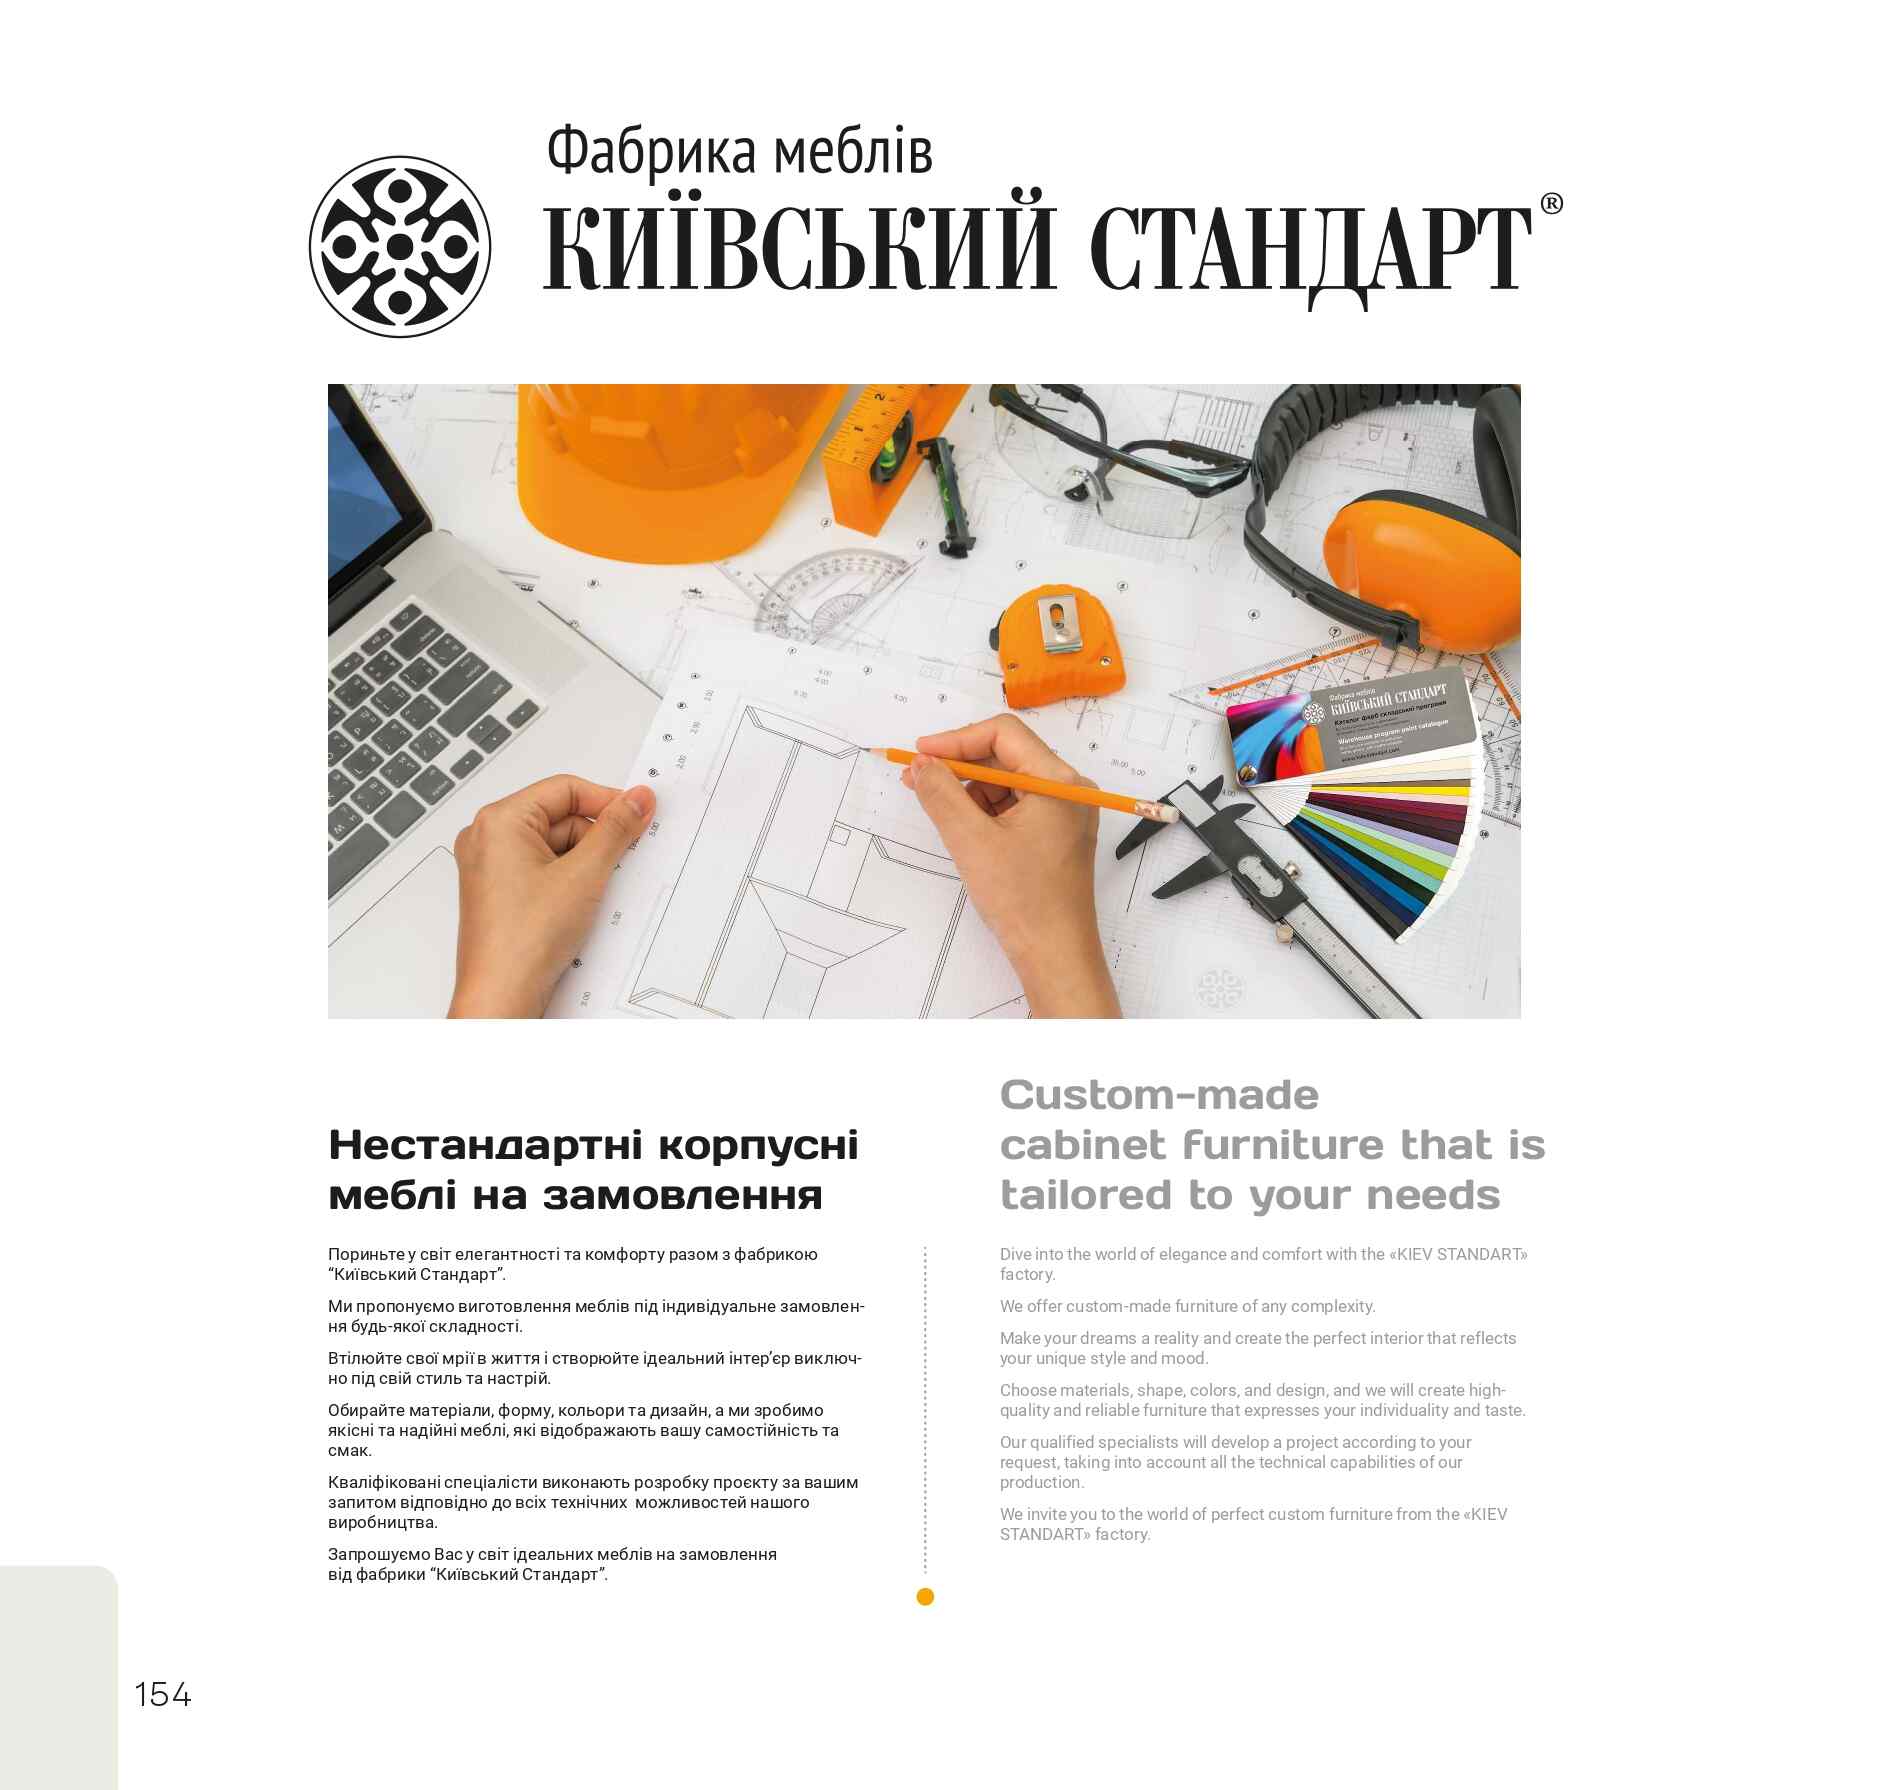 Фабрика меблів
КИЇВСЬКИЙ СТАНДАРТ®
Фабрика меблів
КИЇВСЬКИЙ СТАНДАРТ
Каталог фарб складської програми
Warehouse program paint catalogue
Нестандартні корпусні
меблі на замовлення
Пориньте у світ елегантності та комфорту разом з фабрикою
“Київський Стандарт”.
Ми пропонуємо виготовлення меблів під індивідуальне замовлен-
ня будь-якої складності.
Втілюйте свої мрії в життя і створюйте ідеальний інтер’єр виключ-
но під свій стиль та настрій.
Обирайте матеріали, форму, кольори та дизайн, а ми зробимо
якісні та надійні меблі, які відображають вашу самостійність та
смак.
Кваліфіковані спеціалісти виконають розробку проєкту за вашим
запитом відповідно до всіх технічних  можливостей нашого
виробництва.
Запрошуємо Вас у світ ідеальних меблів на замовлення
від фабрики “Київський Стандарт”.
Custom-made
cabinet furniture that is
tailored to your needs
Dive into the world of elegance and comfort with the «KIEV STANDART»
factory.
We offer custom-made furniture of any complexity.
Make your dreams a reality and create the perfect interior that reflects
your unique style and mood.
Choose materials, shape, colors, and design, and we will create high-
quality and reliable furniture that expresses your individuality and taste.
Our qualified specialists will develop a project according to your
request, taking into account all the technical capabilities of our
production.
We invite you to the world of perfect custom furniture from the «KIEV
STANDART» factory.
154